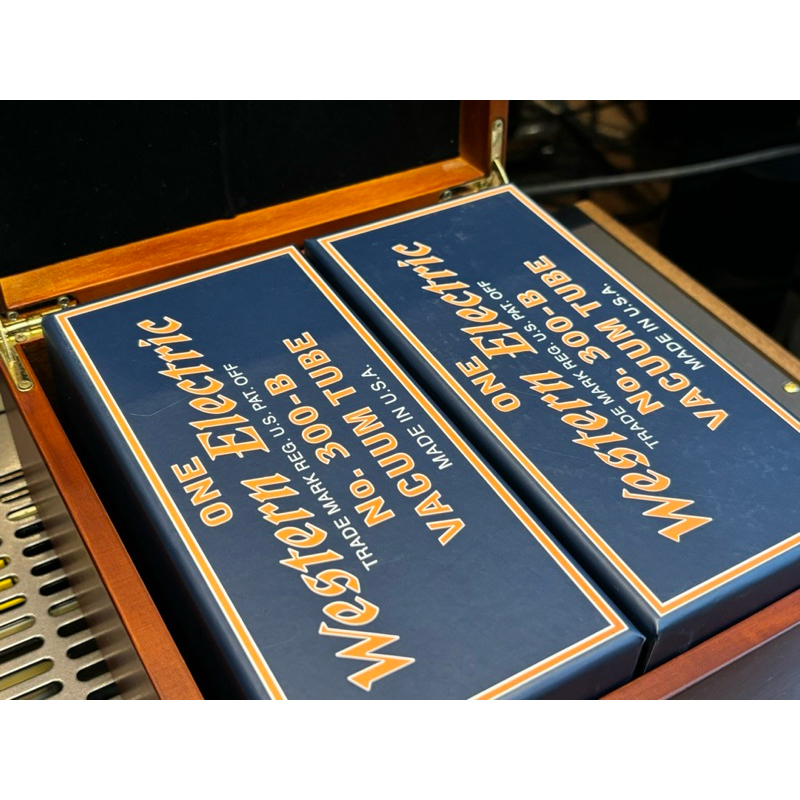 ONE
Western Electric
TRADE MARK REG. U.S. PAT. OFF
No. 300-B
VACUUM TUBE
MADE IN U.S.A.
ONE
Western Electric
TRADE MARK REG. U.S. PAT. OFF
No. 300-B
VACUUM TUBE
MADE IN U.S.A.